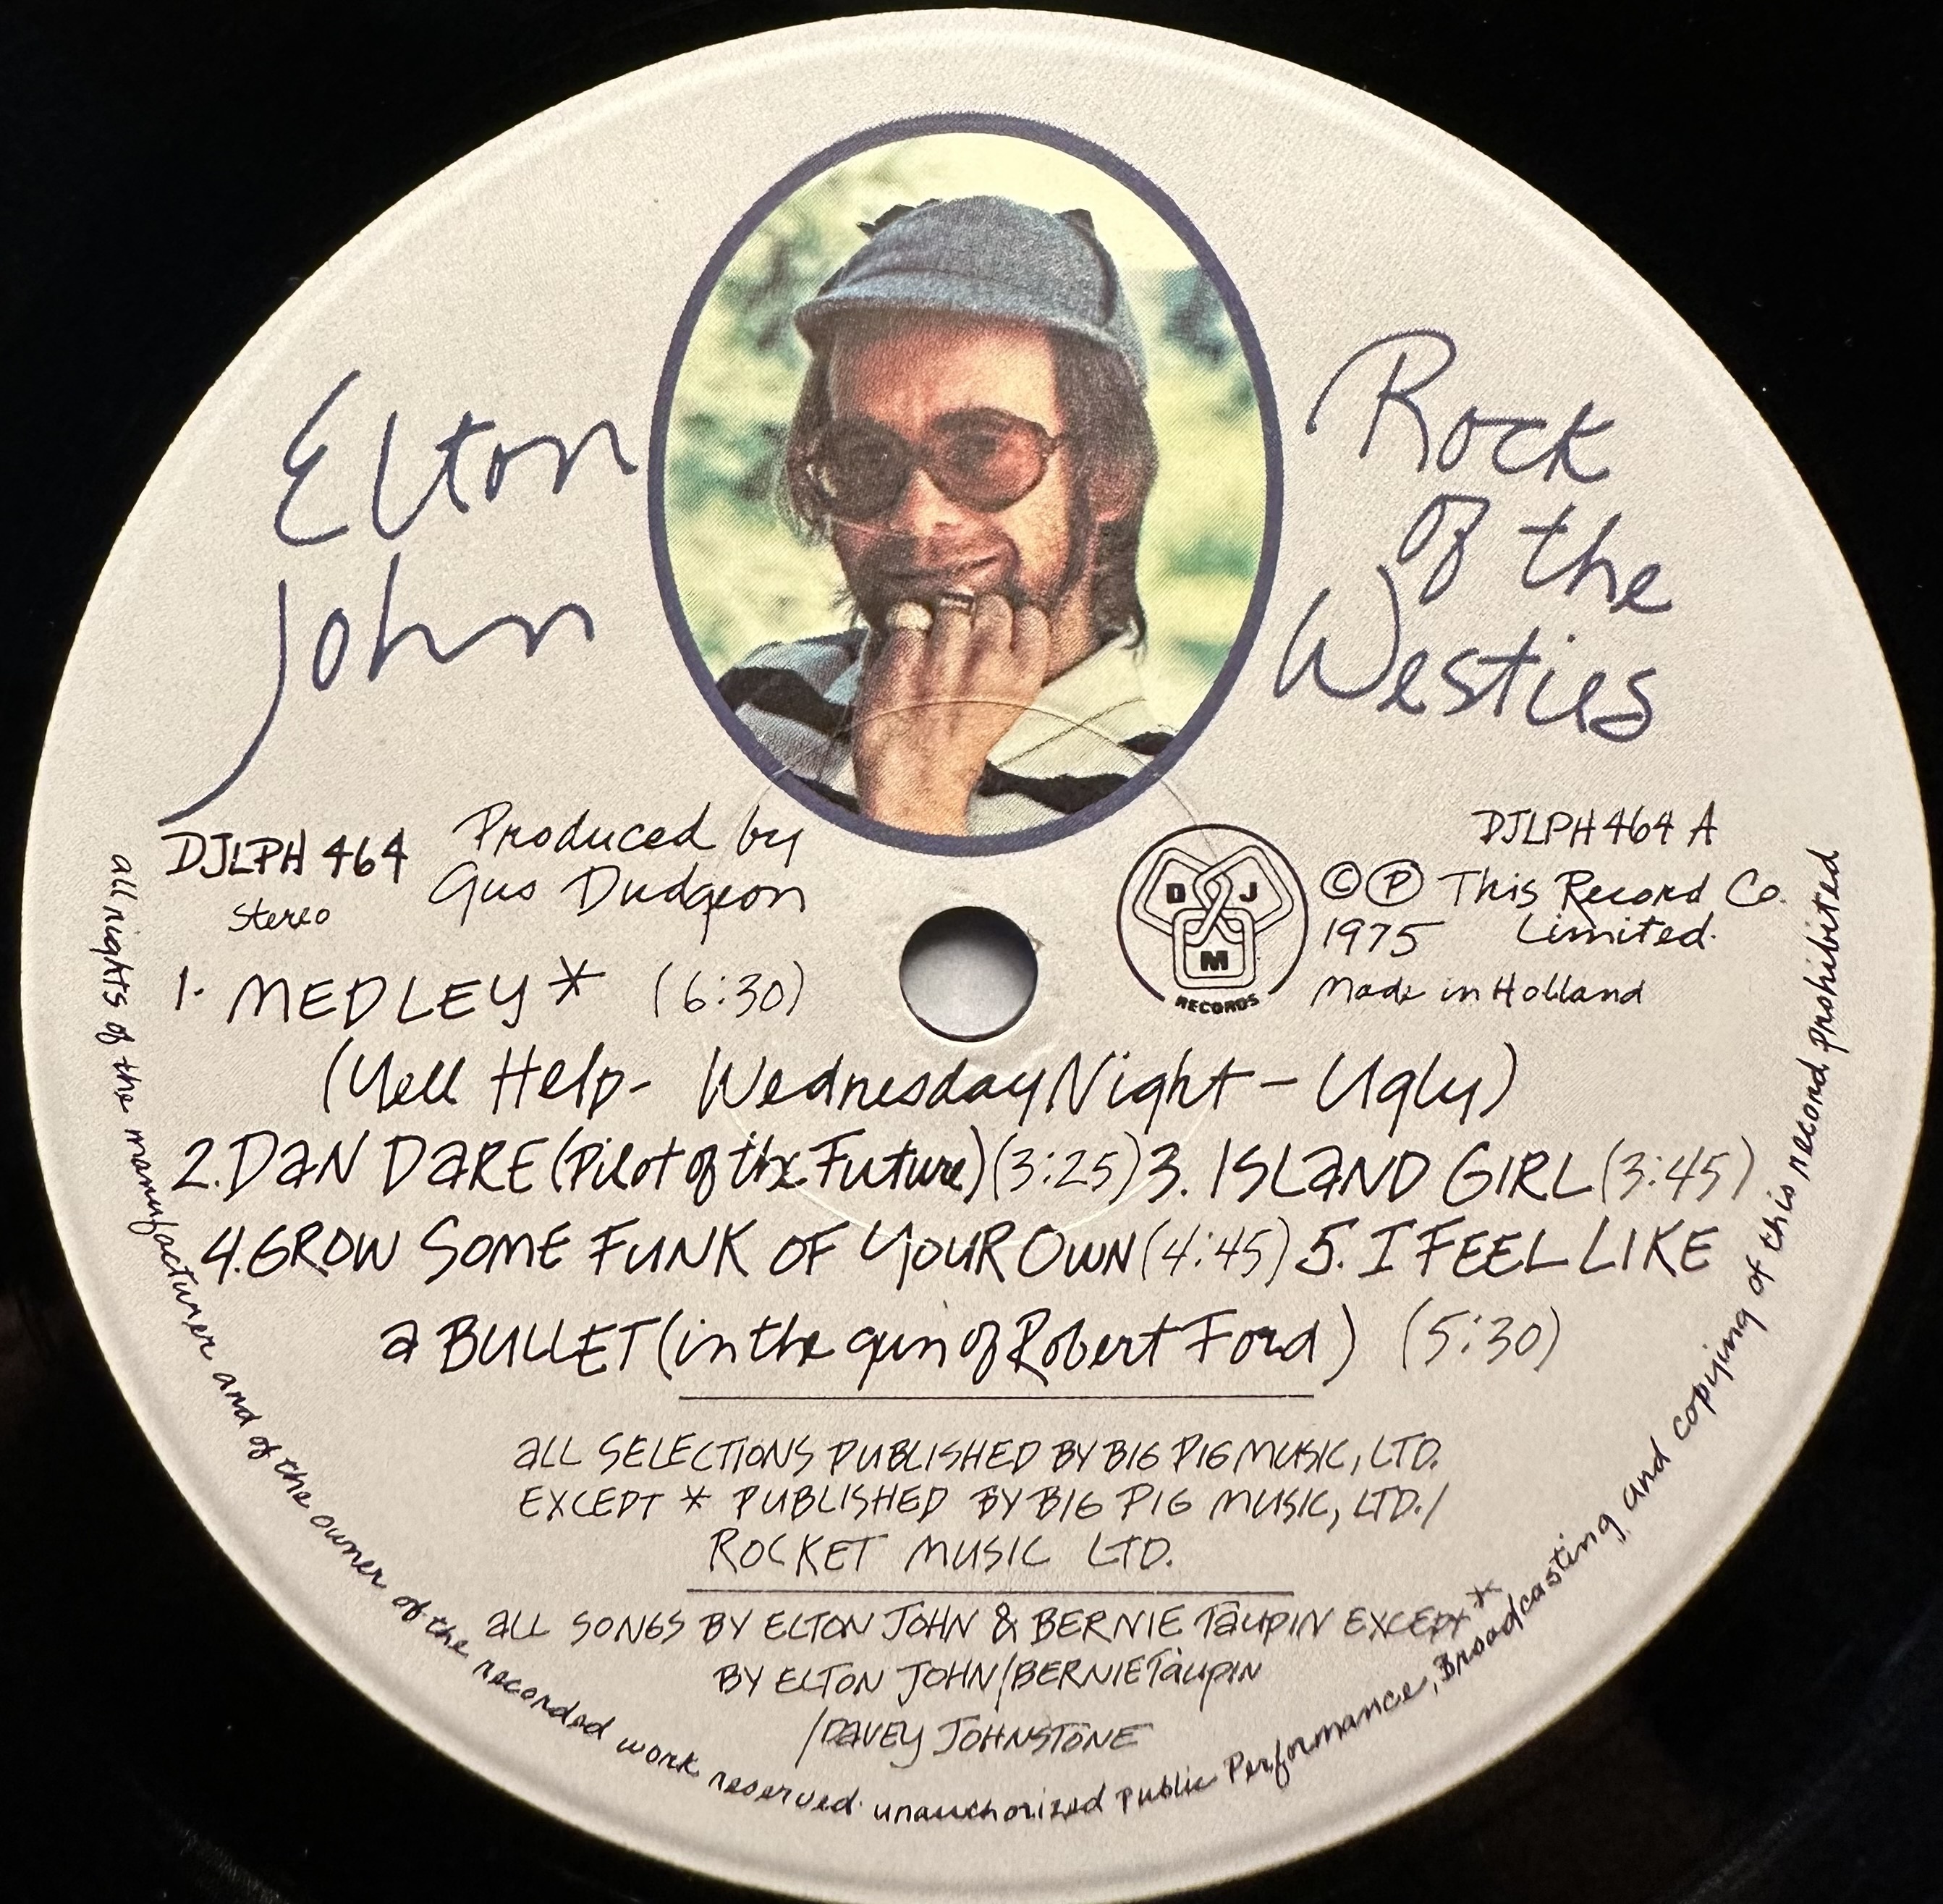 Elton
John
Rock
of the
Westies
DJLPH 464
Stereo
Produced by
Gus Dudgeon
D J
M
RECORDS
DJLPH 464 A
© ℗ This Record Co.
1975 Limited.
Made in Holland
1. MEDLEY* (6:30)
(Yell Help - Wednesday Night - Ugly)
2. DaN DaRE (Pilot of the Future) (3:25) 3. ISLaND GIRL (3:45)
4. GROW SOME FUNK OF YOUR OWN (4:45) 5. I FEEL LIKE
a BULLET (in the gun of Robert Ford) (5:30)
aLL SELECTIONS PUBLISHED BY BIG PIG MUSIC, LTD.
EXCEPT * PUBLISHED BY BIG PIG MUSIC, LTD./
ROCKET MUSIC LTD.
aLL SONGS BY ELTON JOHN & BERNIE TaUPIN EXCEPT *
BY ELTON JOHN/BERNIE TaUPIN
/DAVEY JOHNSTONE
all rights of the manufacturer and of the owner of the recorded work reserved. unauthorized public Performance, Broadcasting and copying of this record prohibited